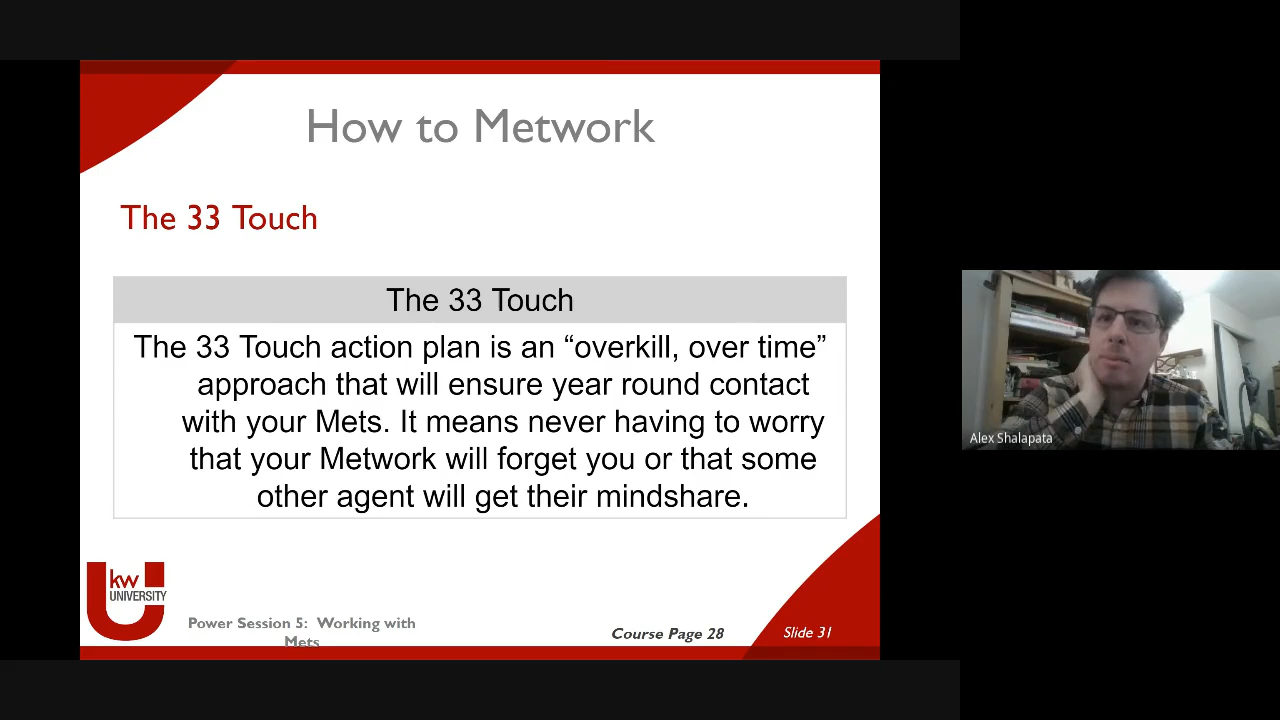 How to Metwork
The 33 Touch
The 33 Touch
The 33 Touch action plan is an “overkill, over time”
approach that will ensure year round contact
with your Mets. It means never having to worry
that your Metwork will forget you or that some
other agent will get their mindshare.
Alex Shalapata
kw
UNIVERSITY
Power Session 5: Working with
Mets
Course Page 28
Slide 31